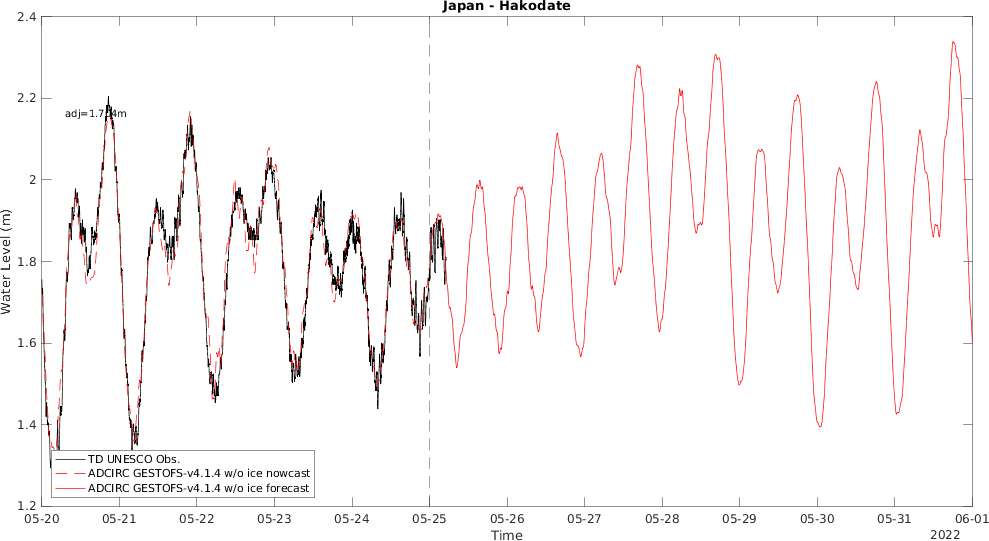 Japan - Hakodate
2.4
2.2
2
1.8
1.6
1.4
1.2
Water Level (m)
TD UNESCO Obs.
ADCIRC GESTOFS-v4.1.4 w/o ice nowcast
ADCIRC GESTOFS-v4.1.4 w/o ice forecast
05-20 05-21 05-22 05-23 05-24 05-25 05-26 05-27 05-28 05-29 05-30 05-31 06-01
Time
2022